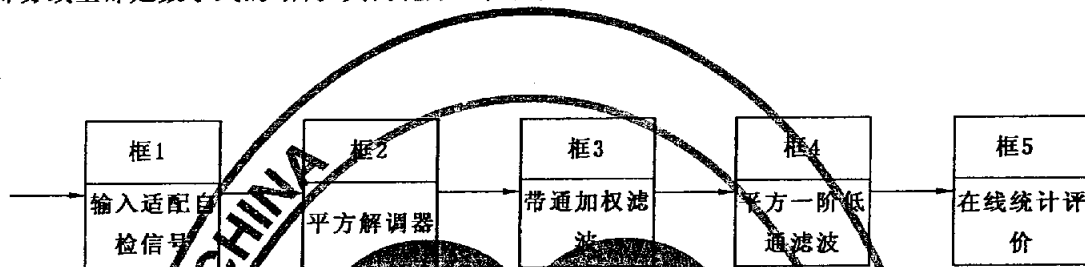 框1
输入适配自
检信号
框2
平方解调器
框3
带通加权滤
波
框4
平方一阶低
通滤波
框5
在线统计评
价
CHINA